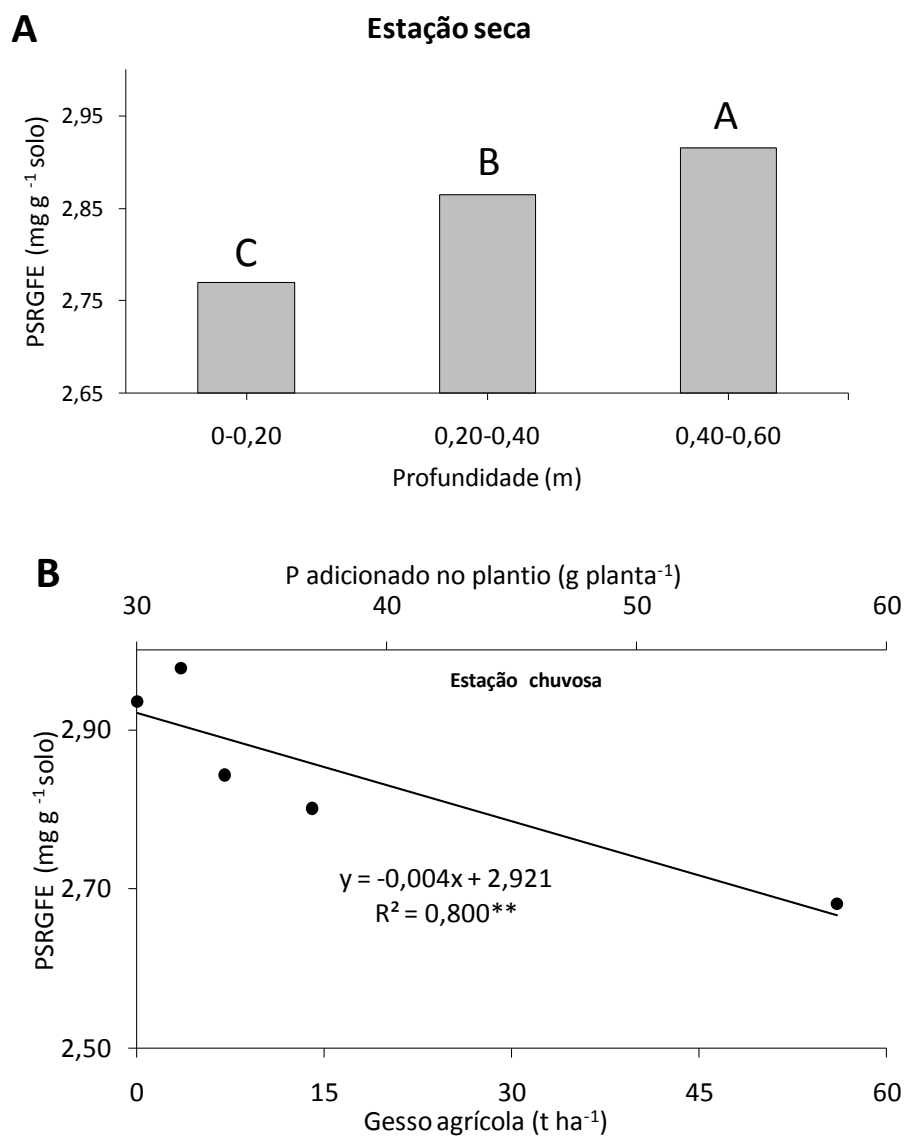 A
Estação seca
PSRGFE (mg g -1 solo)
2,95
2,85
2,75
2,65
C
B
A
0-0,20 0,20-0,40 0,40-0,60
Profundidade (m)
B
P adicionado no plantio (g planta-1)
30 40 50 60
Estação chuvosa
PSRGFE (mg g -1 solo)
2,90
2,70
2,50
y = -0,004x + 2,921
R² = 0,800**
0 15 30 45 60
Gesso agrícola (t ha-1)